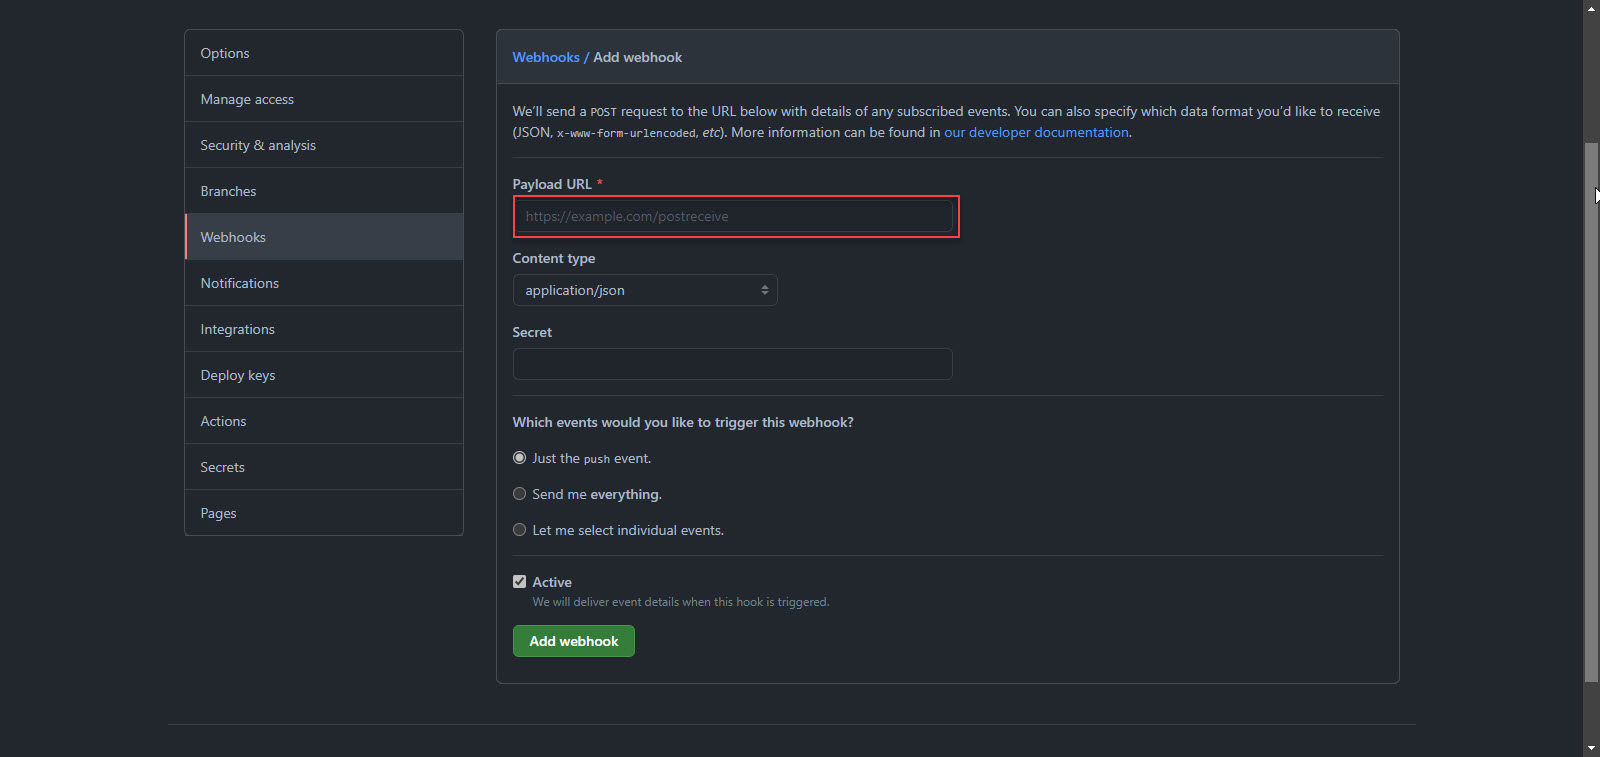 Options
Manage access
Security & analysis
Branches
Webhooks
Notifications
Integrations
Deploy keys
Actions
Secrets
Pages
Webhooks / Add webhook
We’ll send a POST request to the URL below with details of any subscribed events. You can also specify which data format you’d like to receive
(JSON, x-www-form-urlencoded, etc). More information can be found in our developer documentation.
Payload URL *
https://example.com/postreceive
Content type
application/json
Secret
Which events would you like to trigger this webhook?
Just the push event.
Send me everything.
Let me select individual events.
Active
We will deliver event details when this hook is triggered.
Add webhook